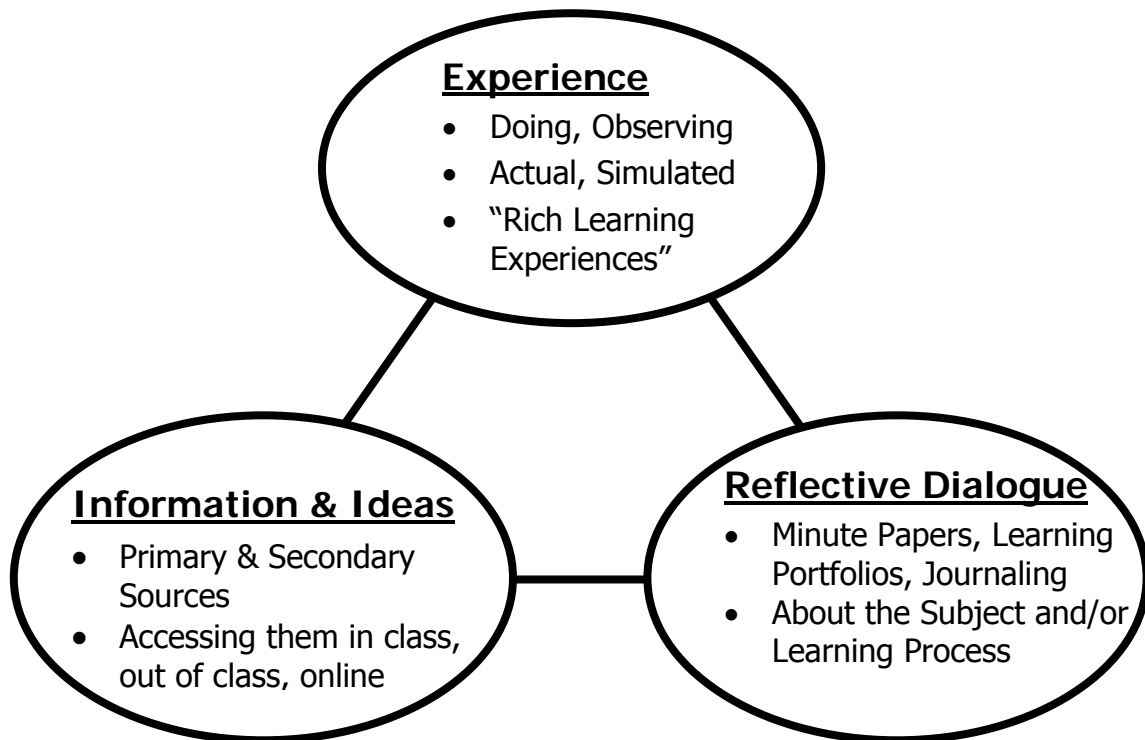 Experience
• Doing, Observing
• Actual, Simulated
• “Rich Learning
Experiences”
Information & Ideas
• Primary & Secondary
Sources
• Accessing them in class,
out of class, online
Reflective Dialogue
• Minute Papers, Learning
Portfolios, Journaling
• About the Subject and/or
Learning Process